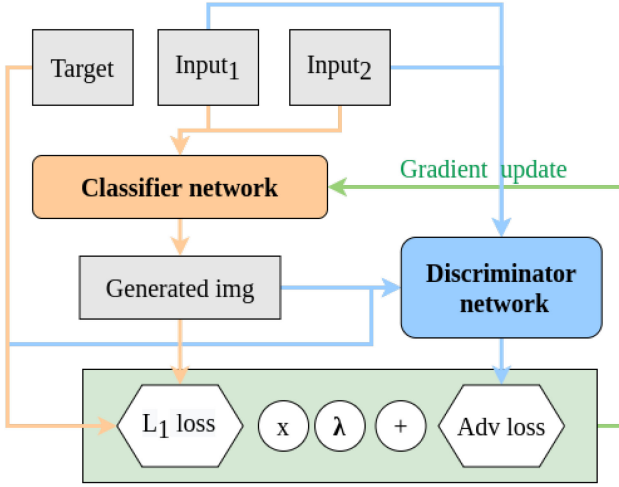 Target
Input1
Input2
Classifier network
Gradient update
Generated img
Discriminator
network
L1 loss
x
λ
+
Adv loss